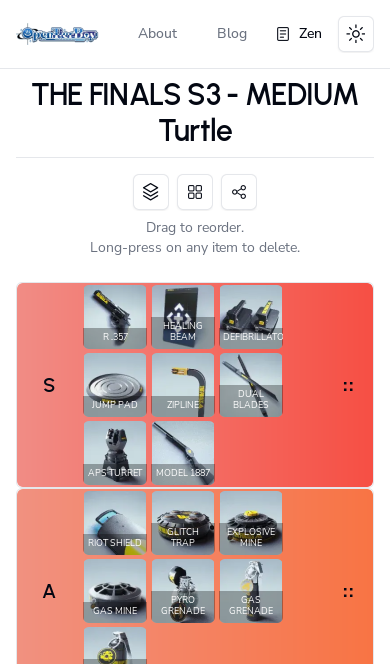 OpenTierBoy
About
Blog
Zen
THE FINALS S3 - MEDIUM
Turtle
Drag to reorder.
Long-press on any item to delete.
S
R .357
HEALING
BEAM
DEFIBRILLATO
JUMP PAD
ZIPLINE
DUAL
BLADES
APS TURRET
MODEL 1887
::
A
RIOT SHIELD
GLITCH
TRAP
EXPLOSIVE
MINE
GAS MINE
PYRO
GRENADE
GAS
GRENADE
::